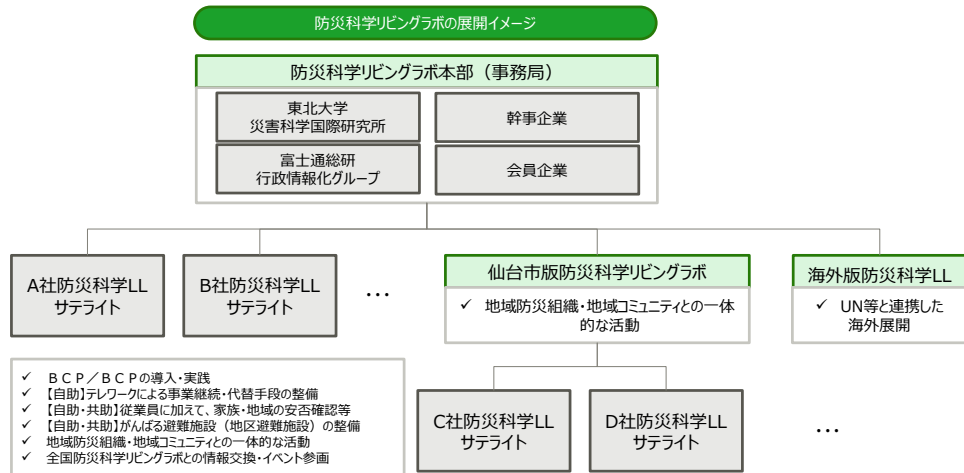 防災科学リビングラボの展開イメージ
防災科学リビングラボ本部（事務局）
東北大学
災害科学国際研究所
幹事企業
富士通総研
行政情報化グループ
会員企業
A社防災科学LL
サテライト
B社防災科学LL
サテライト
…
仙台市版防災科学リビングラボ
✓ 地域防災組織・地域コミュニティとの一体
的な活動
海外版防災科学LL
✓ UN等と連携した
海外展開
✓ ＢＣＰ／ＢＣＰの導入・実践
✓ 【自助】テレワークによる事業継続・代替手段の整備
✓ 【自助・共助】従業員に加えて、家族・地域の安否確認等
✓ 【自助・共助】がんばる避難施設（地区避難施設）の整備
✓ 地域防災組織・地域コミュニティとの一体的な活動
✓ 全国防災科学リビングラボとの情報交換・イベント参画
C社防災科学LL
サテライト
D社防災科学LL
サテライト
…